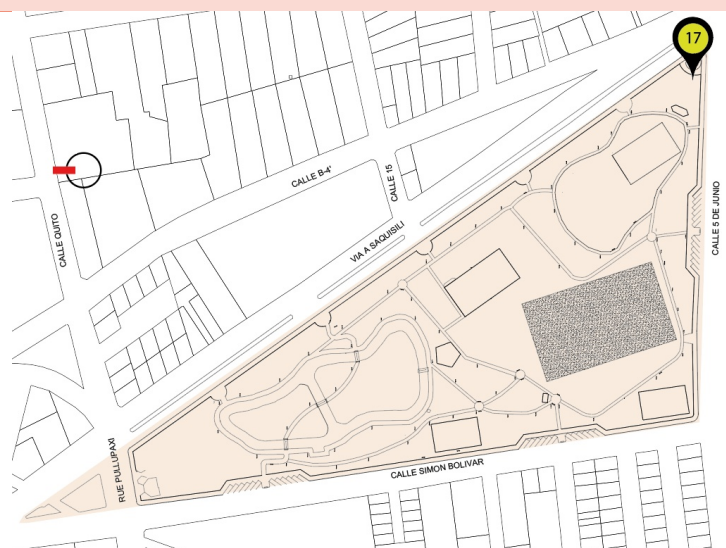 17
CALLE B-4'
CALLE 15
CALLE QUITO
VIA A SAQUISILI
CALLE 5 DE JUNIO
RUE PULLUPAXI
CALLE SIMON BOLIVAR